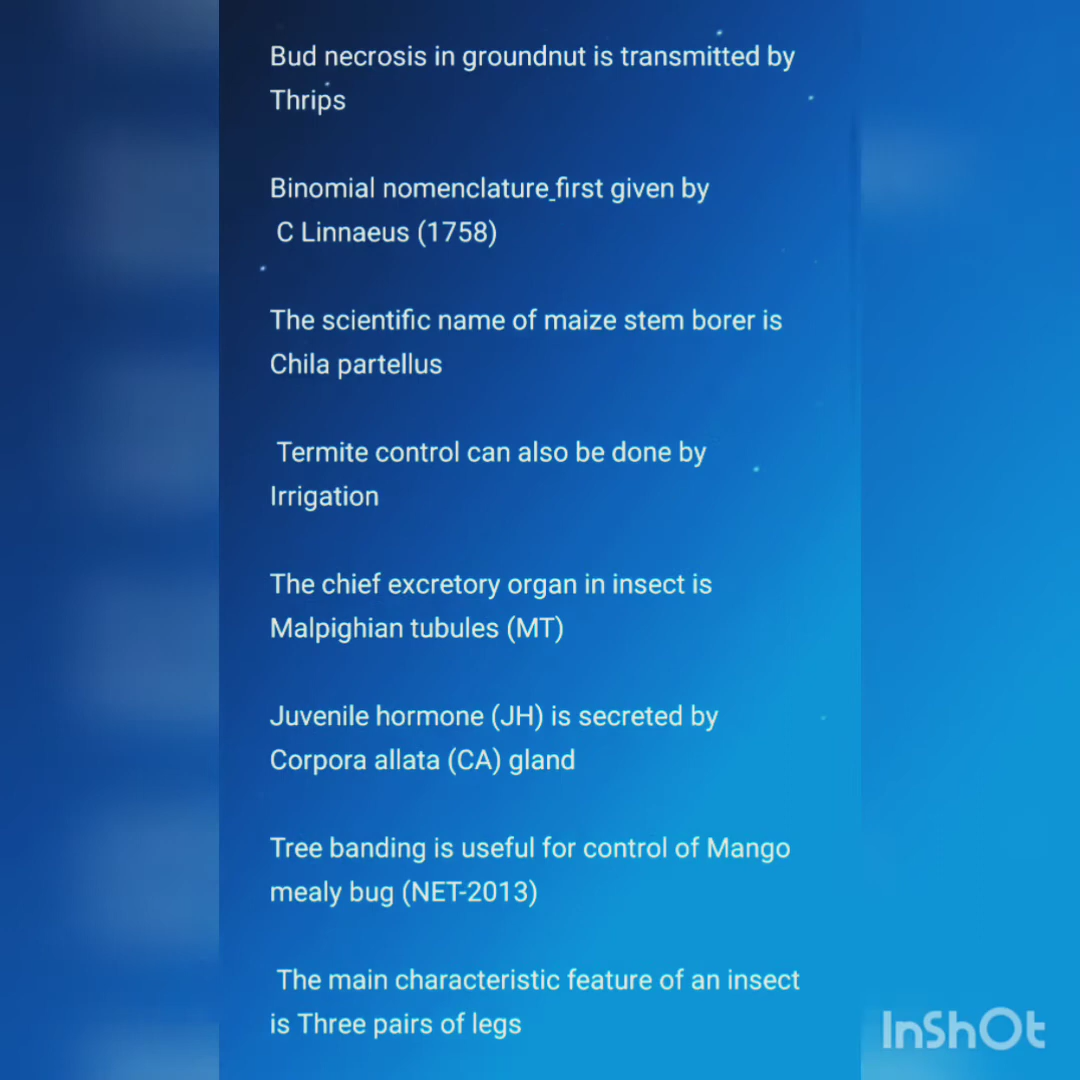 Bud necrosis in groundnut is transmitted by
Thrips
Binomial nomenclature_first given by
C Linnaeus (1758)
The scientific name of maize stem borer is
Chila partellus
Termite control can also be done by
Irrigation
The chief excretory organ in insect is
Malpighian tubules (MT)
Juvenile hormone (JH) is secreted by
Corpora allata (CA) gland
Tree banding is useful for control of Mango
mealy bug (NET-2013)
The main characteristic feature of an insect
is Three pairs of legs
InShOt